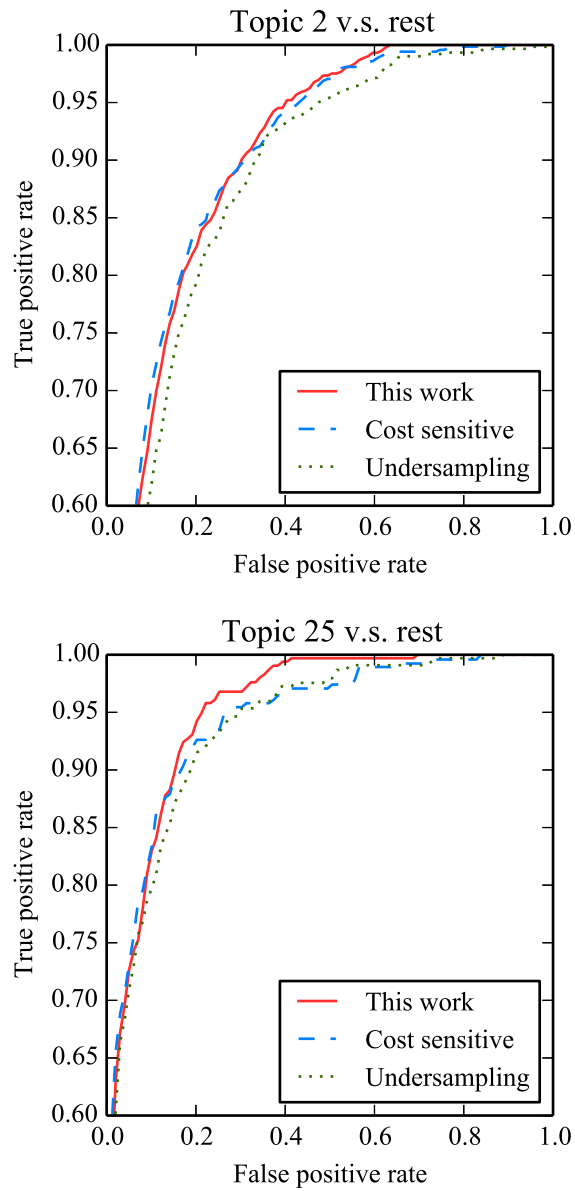 Topic 2 v.s. rest
1.00
0.95
0.90
0.85
0.80
0.75
0.70
0.65
0.60
True positive rate
This work
Cost sensitive
Undersampling
0.0 0.2 0.4 0.6 0.8 1.0
False positive rate
Topic 25 v.s. rest
1.00
0.95
0.90
0.85
0.80
0.75
0.70
0.65
0.60
True positive rate
This work
Cost sensitive
Undersampling
0.0 0.2 0.4 0.6 0.8 1.0
False positive rate